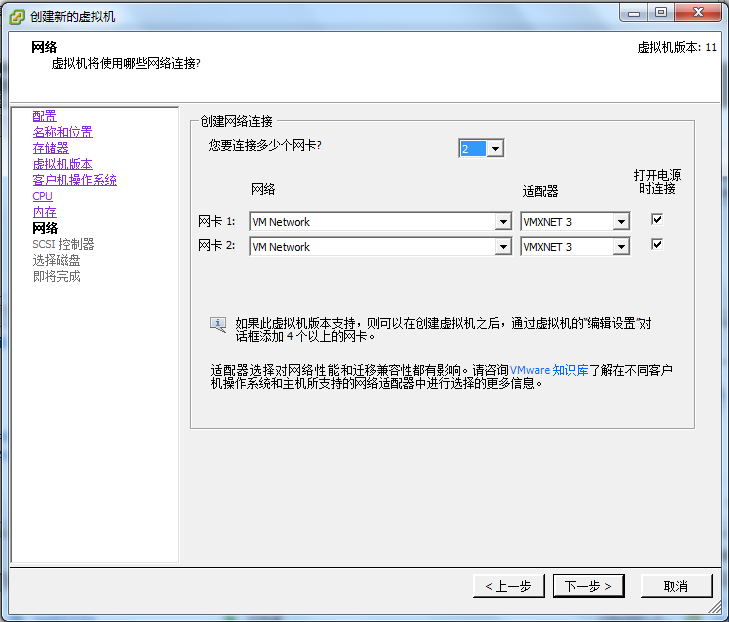 创建新的虚拟机
网络
虚拟机将使用哪些网络连接?
虚拟机版本: 11
配置
名称和位置
存储器
虚拟机版本
客户机操作系统
CPU
内存
网络
SCSI 控制器
选择磁盘
即将完成
创建网络连接
您要连接多少个网卡?
2
网络
适配器
打开电源
时连接
网卡 1:
VM Network
VMXNET 3
网卡 2:
VM Network
VMXNET 3
如果此虚拟机版本支持，则可以在创建虚拟机之后，通过虚拟机的"编辑设置"对
话框添加 4 个以上的网卡。
适配器选择对网络性能和迁移兼容性都有影响。请咨询VMware 知识库了解在不同客户
机操作系统和主机所支持的网络适配器中进行选择的更多信息。
< 上一步
下一步 >
取消